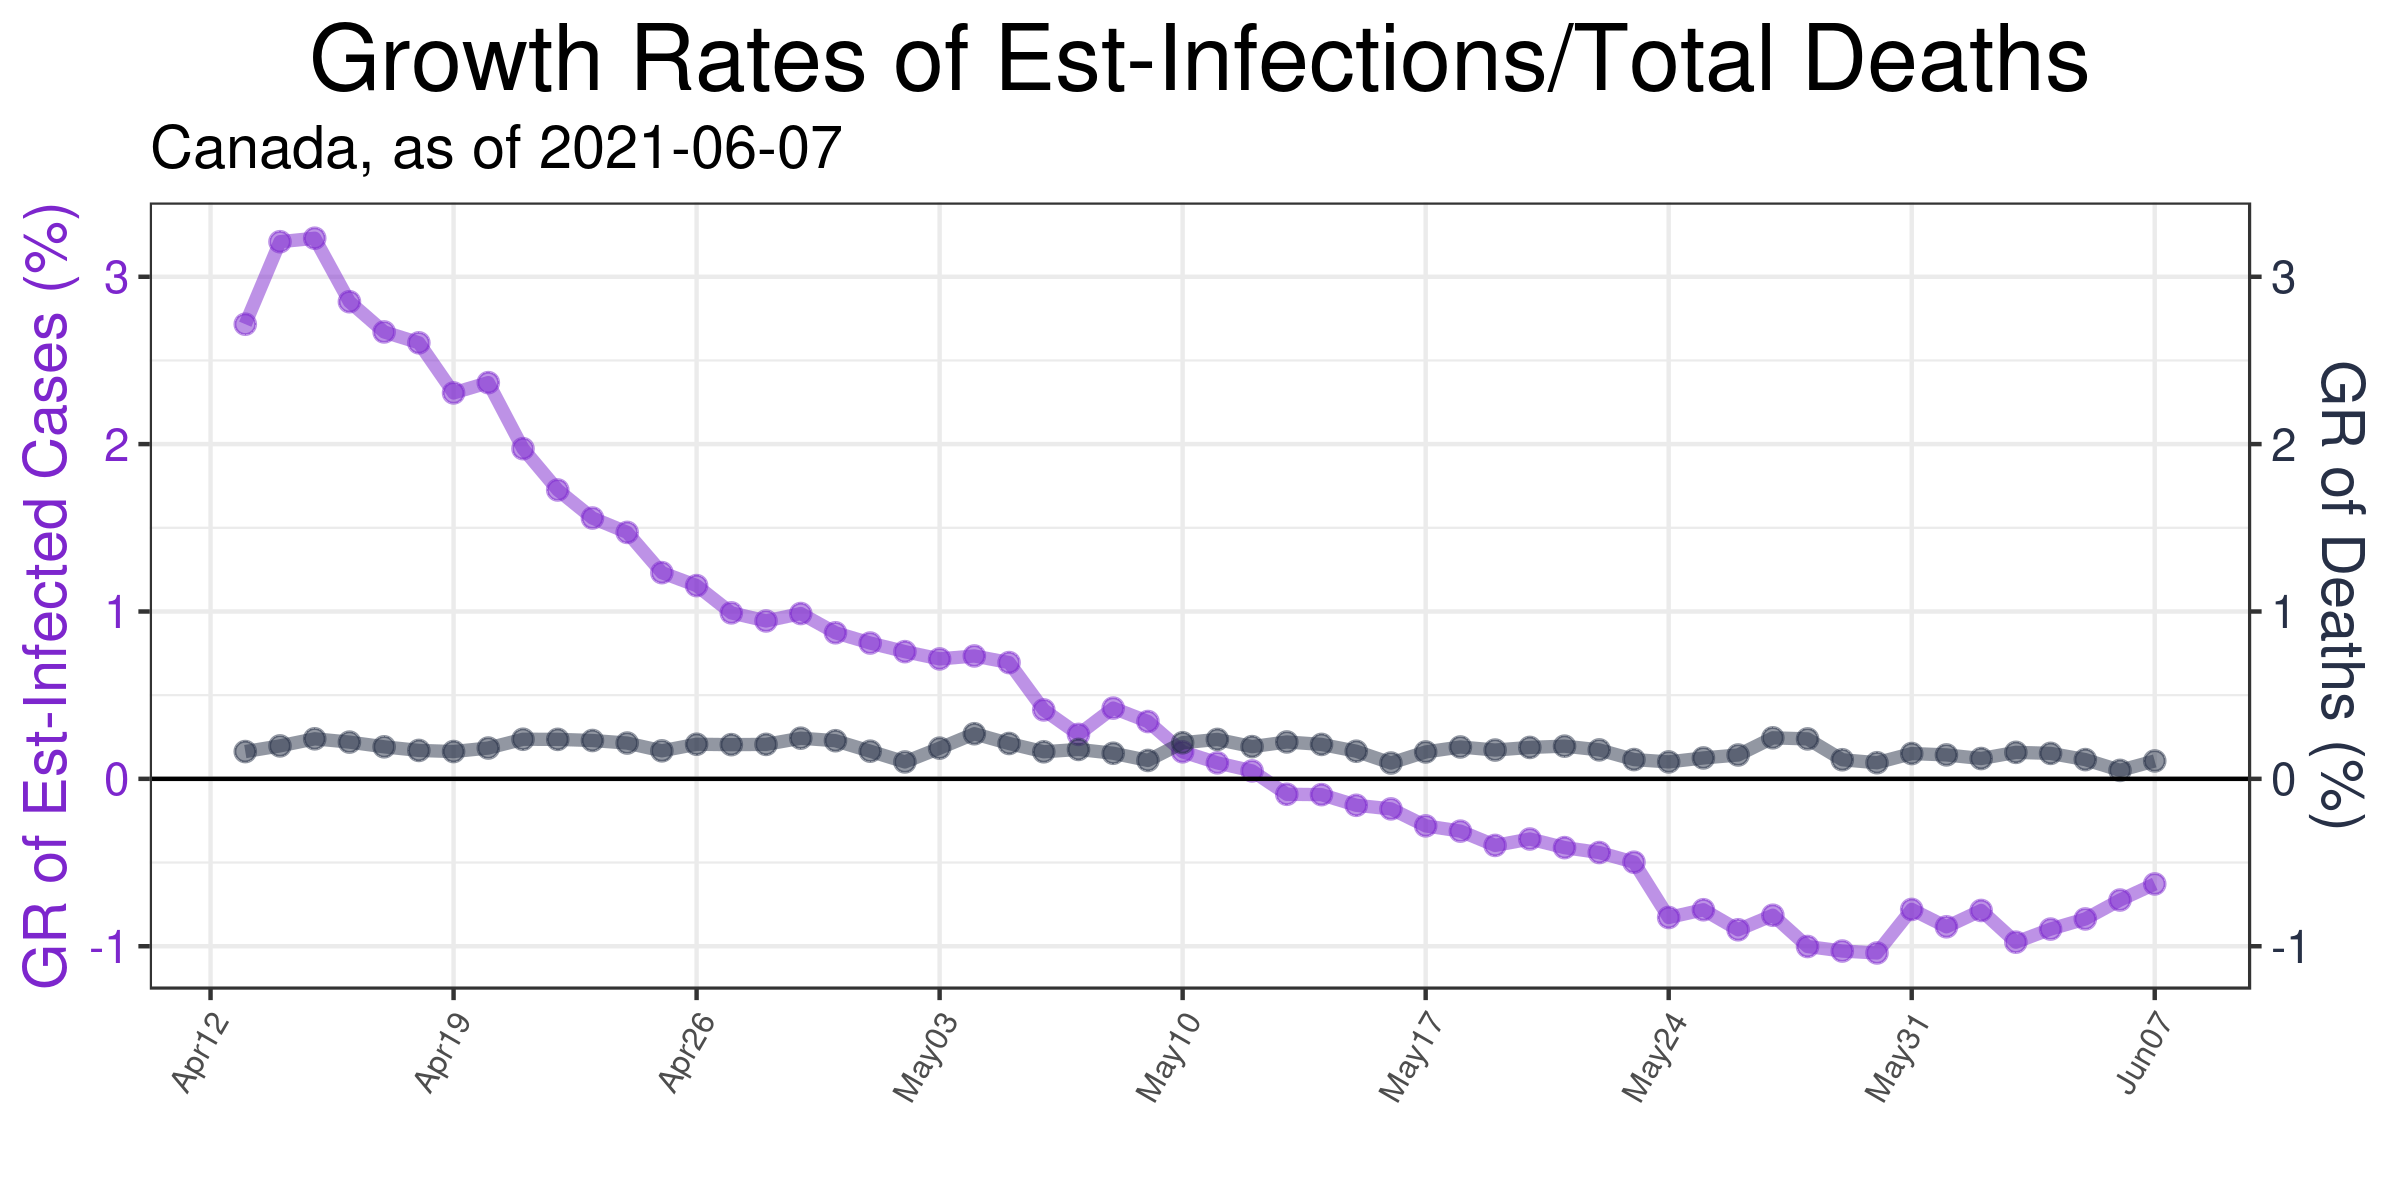 Growth Rates of Est-Infections/Total Deaths
Canada, as of 2021-06-07
GR of Est-Infected Cases (%)
3
2
1
0
-1
3
2
1
0
-1
GR of Deaths (%)
Apr12
Apr19
Apr26
May03
May10
May17
May24
May31
Jun07